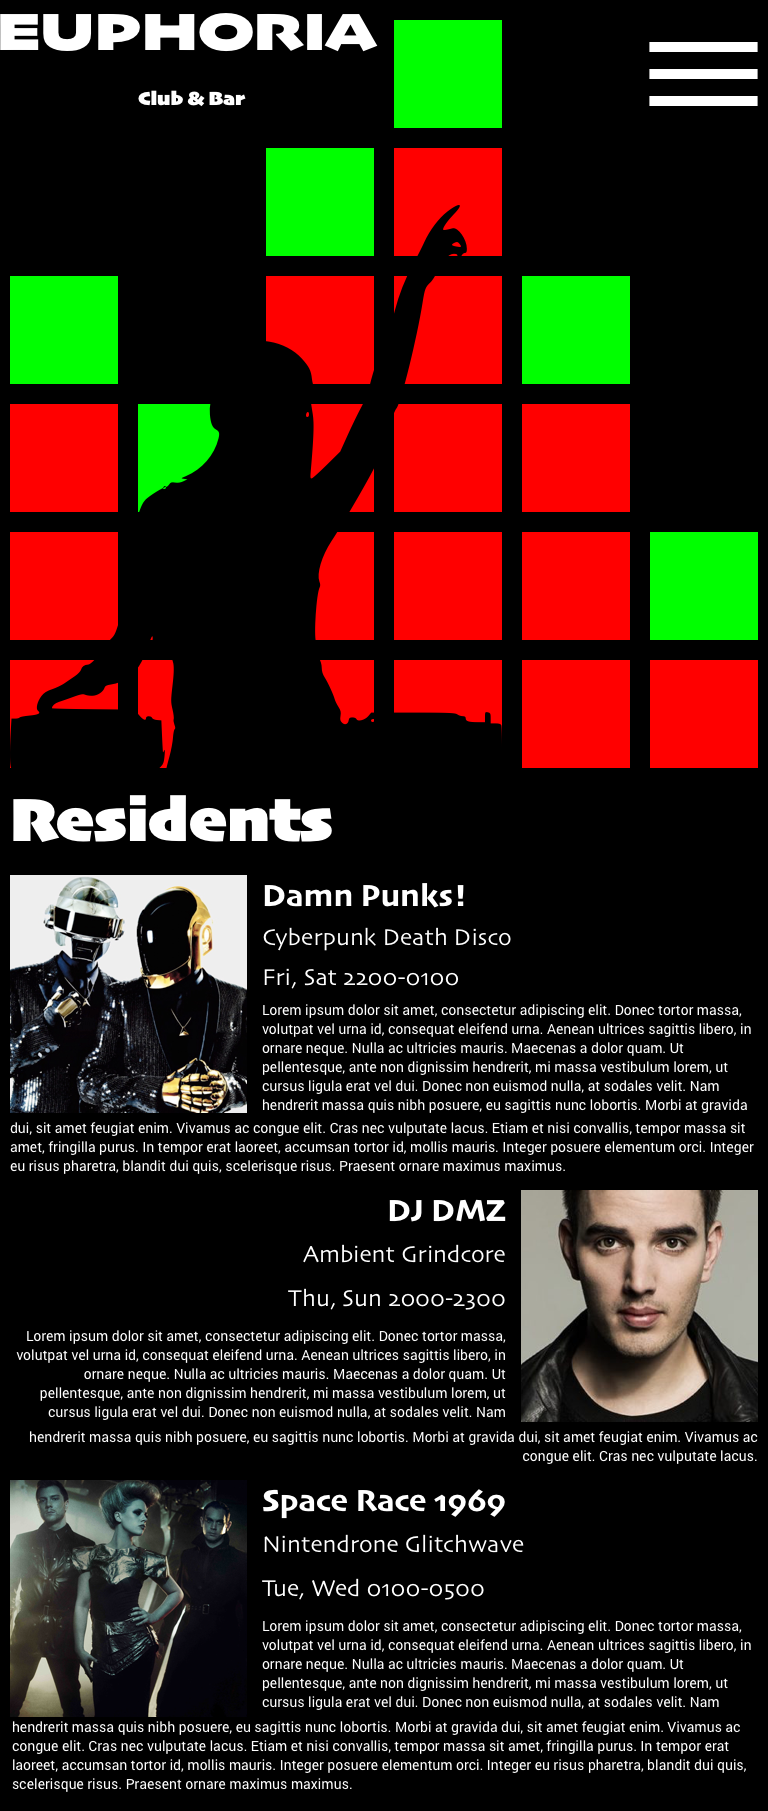 EUPHORIA
Club & Bar
Residents
Damn Punks!
Cyberpunk Death Disco
Fri, Sat 2200-0100
Lorem ipsum dolor sit amet, consectetur adipiscing elit. Donec tortor massa,
volutpat vel urna id, consequat eleifend urna. Aenean ultrices sagittis libero, in
ornare neque. Nulla ac ultricies mauris. Maecenas a dolor quam. Ut
pellentesque, ante non dignissim hendrerit, mi massa vestibulum lorem, ut
cursus ligula erat vel dui. Donec non euismod nulla, at sodales velit. Nam
hendrerit massa quis nibh posuere, eu sagittis nunc lobortis. Morbi at gravida
dui, sit amet feugiat enim. Vivamus ac congue elit. Cras nec vulputate lacus. Etiam et nisi convallis, tempor massa sit
amet, fringilla purus. In tempor erat laoreet, accumsan tortor id, mollis mauris. Integer posuere elementum orci. Integer
eu risus pharetra, blandit dui quis, scelerisque risus. Praesent ornare maximus maximus.
DJ DMZ
Ambient Grindcore
Thu, Sun 2000-2300
Lorem ipsum dolor sit amet, consectetur adipiscing elit. Donec tortor massa,
volutpat vel urna id, consequat eleifend urna. Aenean ultrices sagittis libero, in
ornare neque. Nulla ac ultricies mauris. Maecenas a dolor quam. Ut
pellentesque, ante non dignissim hendrerit, mi massa vestibulum lorem, ut
cursus ligula erat vel dui. Donec non euismod nulla, at sodales velit. Nam
hendrerit massa quis nibh posuere, eu sagittis nunc lobortis. Morbi at gravida dui, sit amet feugiat enim. Vivamus ac
congue elit. Cras nec vulputate lacus.
Space Race 1969
Nintendrone Glitchwave
Tue, Wed 0100-0500
Lorem ipsum dolor sit amet, consectetur adipiscing elit. Donec tortor massa,
volutpat vel urna id, consequat eleifend urna. Aenean ultrices sagittis libero, in
ornare neque. Nulla ac ultricies mauris. Maecenas a dolor quam. Ut
pellentesque, ante non dignissim hendrerit, mi massa vestibulum lorem, ut
cursus ligula erat vel dui. Donec non euismod nulla, at sodales velit. Nam
hendrerit massa quis nibh posuere, eu sagittis nunc lobortis. Morbi at gravida dui, sit amet feugiat enim. Vivamus ac
congue elit. Cras nec vulputate lacus. Etiam et nisi convallis, tempor massa sit amet, fringilla purus. In tempor erat
laoreet, accumsan tortor id, mollis mauris. Integer posuere elementum orci. Integer eu risus pharetra, blandit dui quis,
scelerisque risus. Praesent ornare maximus maximus.